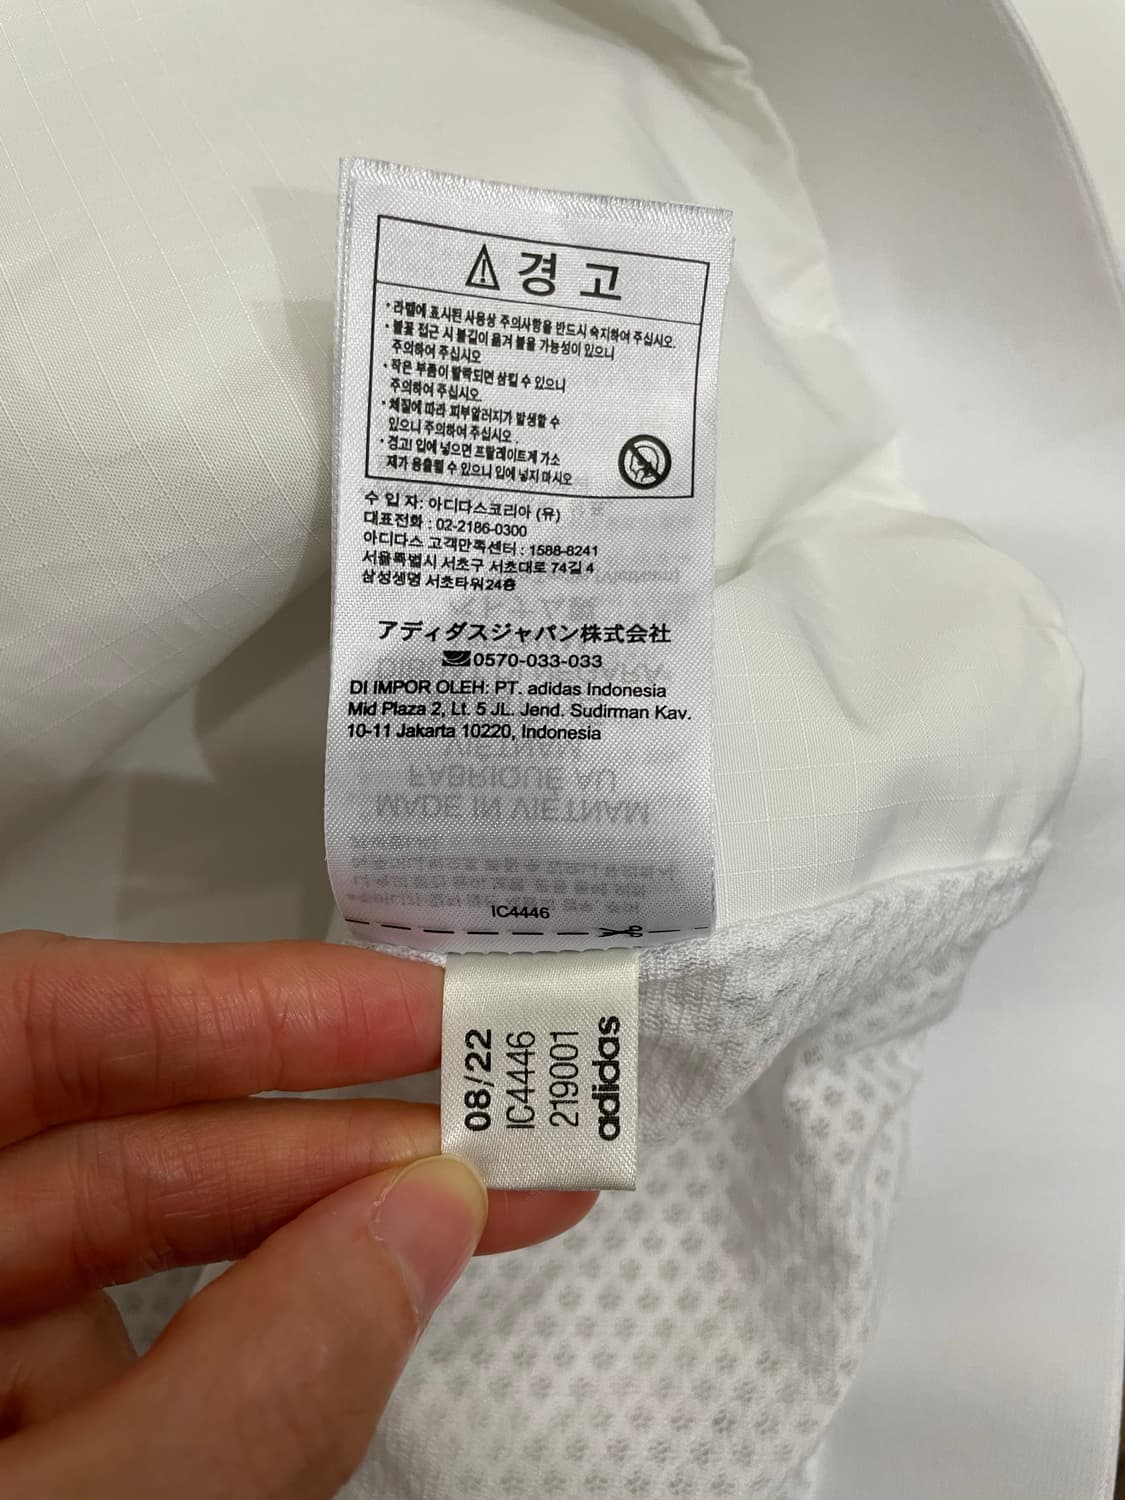 경 고
• 라벨에 표시된 사용상 주의사항을 반드시 숙지하여 주십시오.
• 불꽃 접근 시 불길이 옮겨 붙을 가능성이 있으니
주의하여 주십시오
• 작은 부품이 탈락되면 삼킬 수 있으니
주의하여 주십시오.
• 체질에 따라 피부알러지가 발생할 수
있으니 주의하여 주십시오.
• 경고! 입에 넣으면 프탈레이트계 가소
제가 용출될 수 있으니 입에 넣지 마시오
수 입 자: 아디다스코리아 (유)
대표전화 : 02-2186-0300
아디다스 고객만족센터 : 1588-8241
서울특별시 서초구 서초대로 74길 4
삼성생명 서초타워24층
アディダスジャパン株式会社
0570-033-033
DI IMPOR OLEH: PT. adidas Indonesia
Mid Plaza 2, Lt. 5 JL. Jend. Sudirman Kav.
10-11 Jakarta 10220, Indonesia
FABRIQUÉ AU
MADE IN VIETNAM
IC4446
08/22
IC4446
219001
adidas